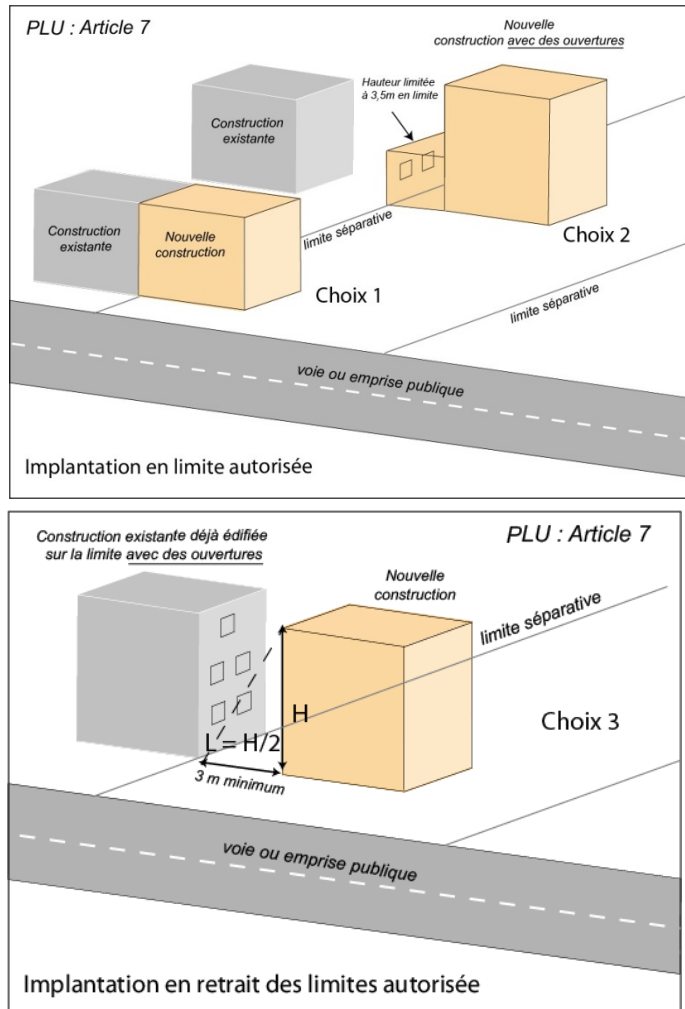 PLU : Article 7
Nouvelle
construction avec des ouvertures
Hauteur limitée
à 3,5m en limite
Construction
existante
Construction
existante
Nouvelle
construction
limite séparative
Choix 2
Choix 1
limite séparative
voie ou emprise publique
Implantation en limite autorisée
Construction existante déjà édifiée
sur la limite avec des ouvertures
PLU : Article 7
Nouvelle
construction
limite séparative
H
Choix 3
L = H/2
3 m minimum
voie ou emprise publique
Implantation en retrait des limites autorisée